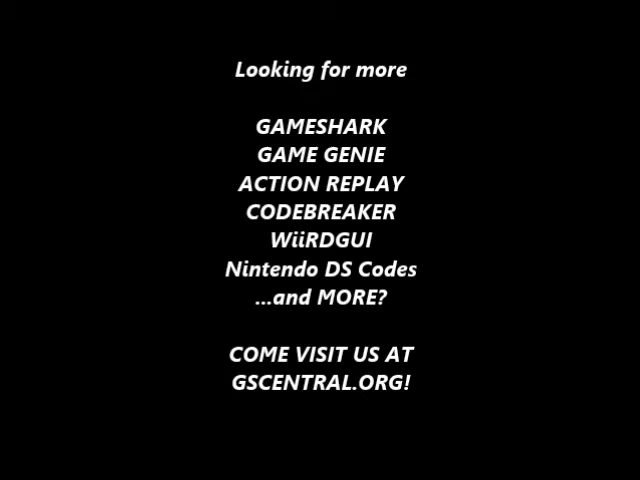 Looking for more
GAMESHARK
GAME GENIE
ACTION REPLAY
CODEBREAKER
WiiRDGUI
Nintendo DS Codes
...and MORE?
COME VISIT US AT
GSCENTRAL.ORG!